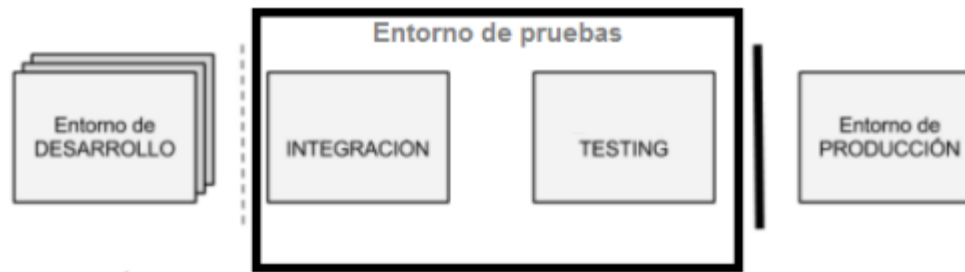 Entorno de pruebas
Entorno de
DESARROLLO
INTEGRACION
TESTING
Entorno de
PRODUCCIÓN